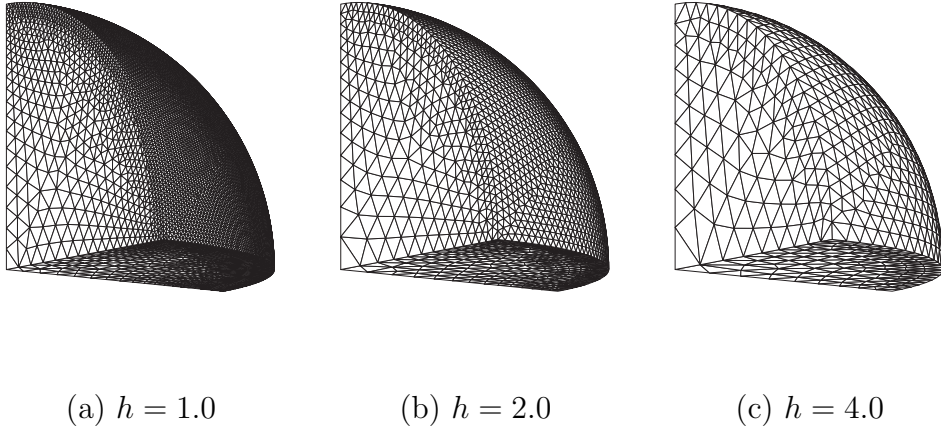 (a) h = 1.0
(b) h = 2.0
(c) h = 4.0